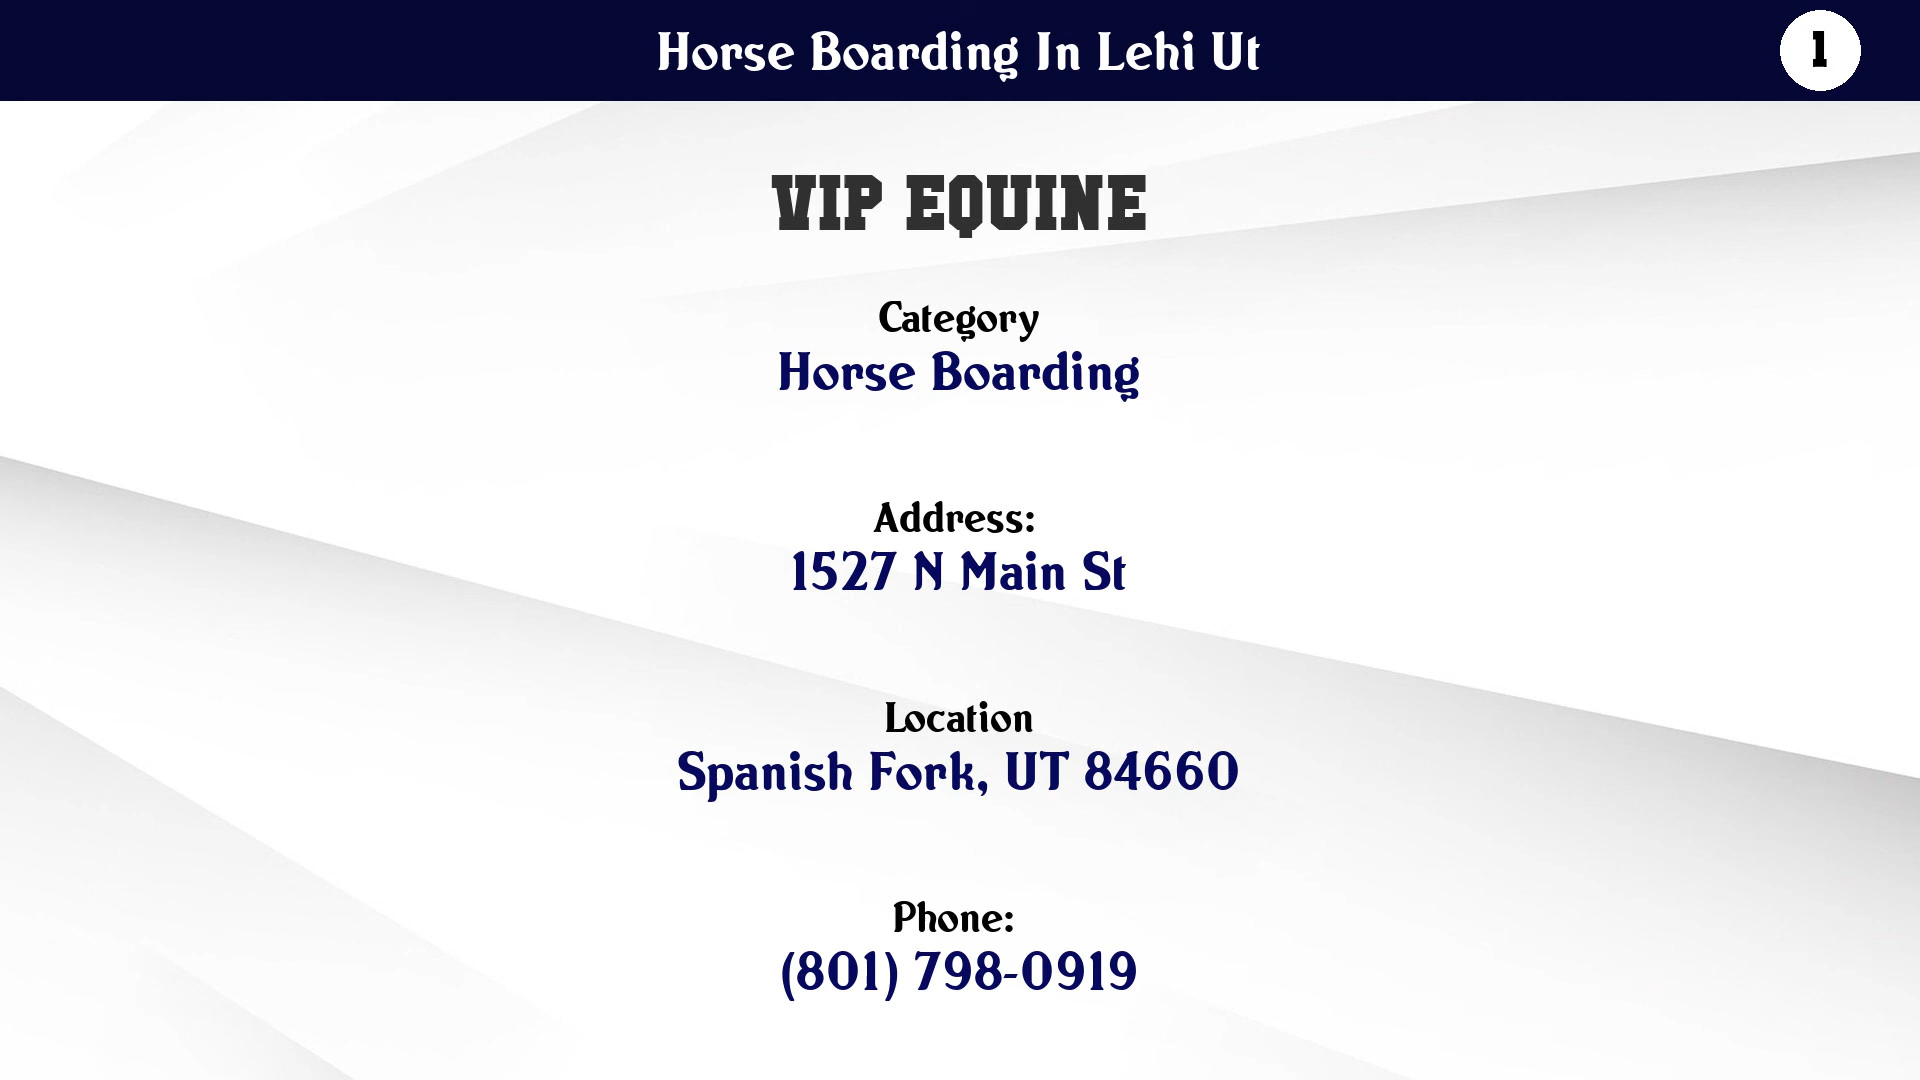 Horse Boarding In Lehi Ut
1
VIP EQUINE
Category
Horse Boarding
Address:
1527 N Main St
Location
Spanish Fork, UT 84660
Phone:
(801) 798-0919